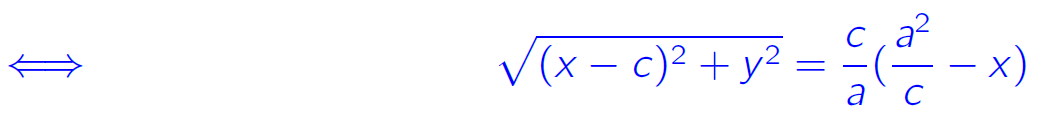 ⟺ √((x − c)² + y²) = c/a(a²/c − x)